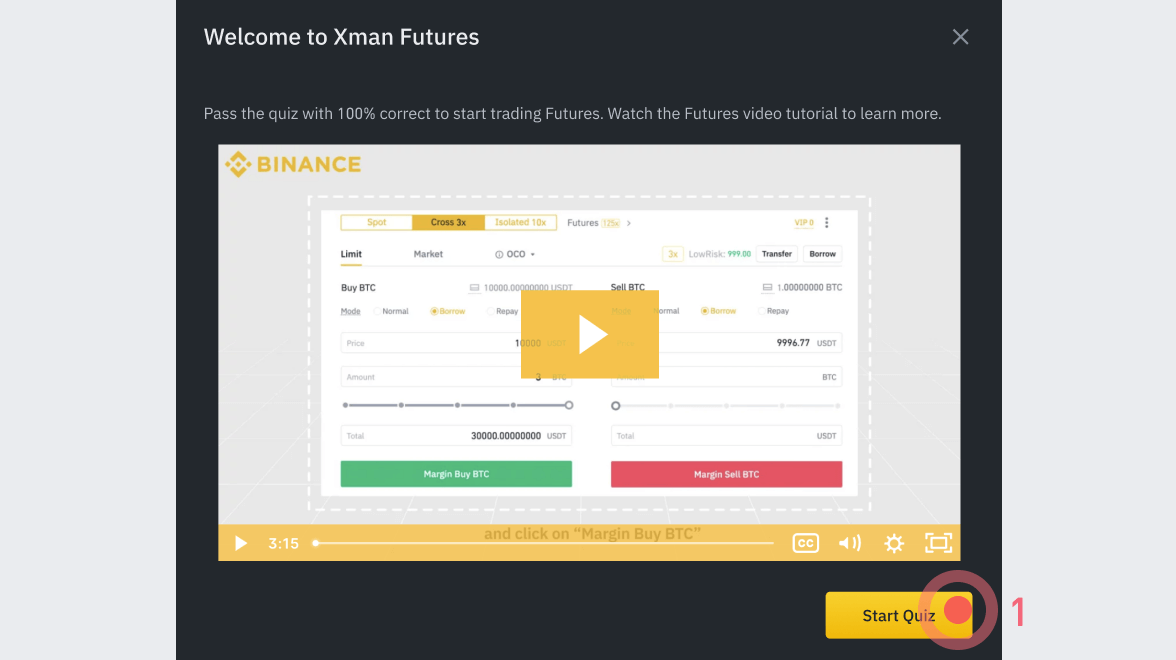 Welcome to Xman Futures
Pass the quiz with 100% correct to start trading Futures. Watch the Futures video tutorial to learn more.
BINANCE
Spot Cross 3x Isolated 10x Futures 125x VIP 0
Limit Market OCO 3x LowRisk: 999.00 Transfer Borrow
Buy BTC 10000.00000000 USDT Sell BTC 1.00000000 BTC
Mode Normal Borrow Repay Mode Normal Borrow Repay
Price 10000 USDT 9996.77 USDT
Amount 3 BTC Amount BTC
Total 30000.00000000 USDT Total USDT
Margin Buy BTC Margin Sell BTC
and click on “Margin Buy BTC”
3:15 CC
Start Quiz 1